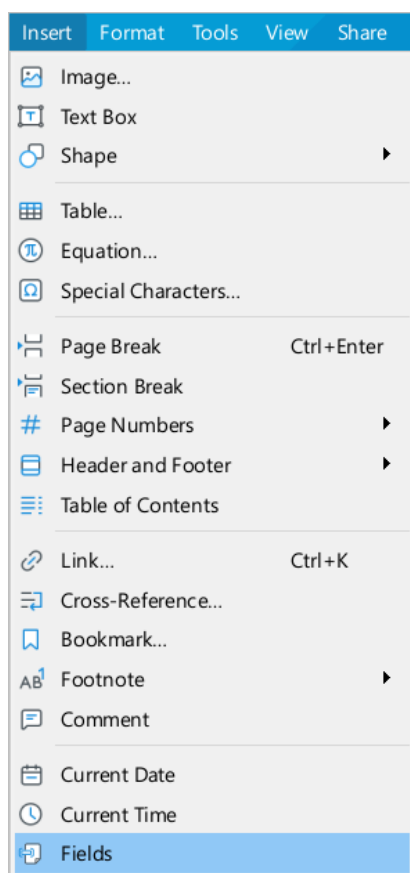 Insert Format Tools View Share
Image...
Text Box
Shape
Table...
Equation...
Special Characters...
Page Break Ctrl+Enter
Section Break
Page Numbers
Header and Footer
Table of Contents
Link... Ctrl+K
Cross-Reference...
Bookmark...
Footnote
Comment
Current Date
Current Time
Fields